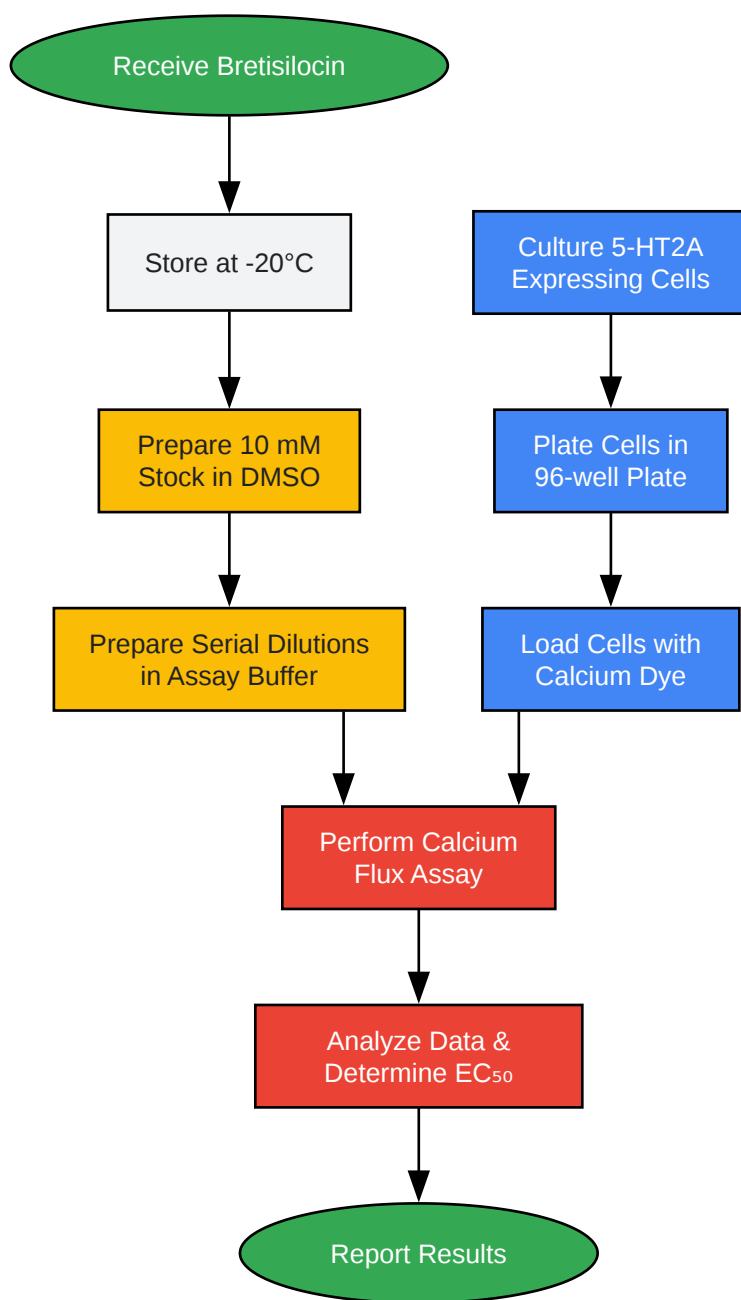 Receive Bretisilocin
Store at -20°C
Culture 5-HT2A
Expressing Cells
Prepare 10 mM
Stock in DMSO
Plate Cells in
96-well Plate
Prepare Serial Dilutions
in Assay Buffer
Load Cells with
Calcium Dye
Perform Calcium
Flux Assay
Analyze Data &
Determine EC₅₀
Report Results